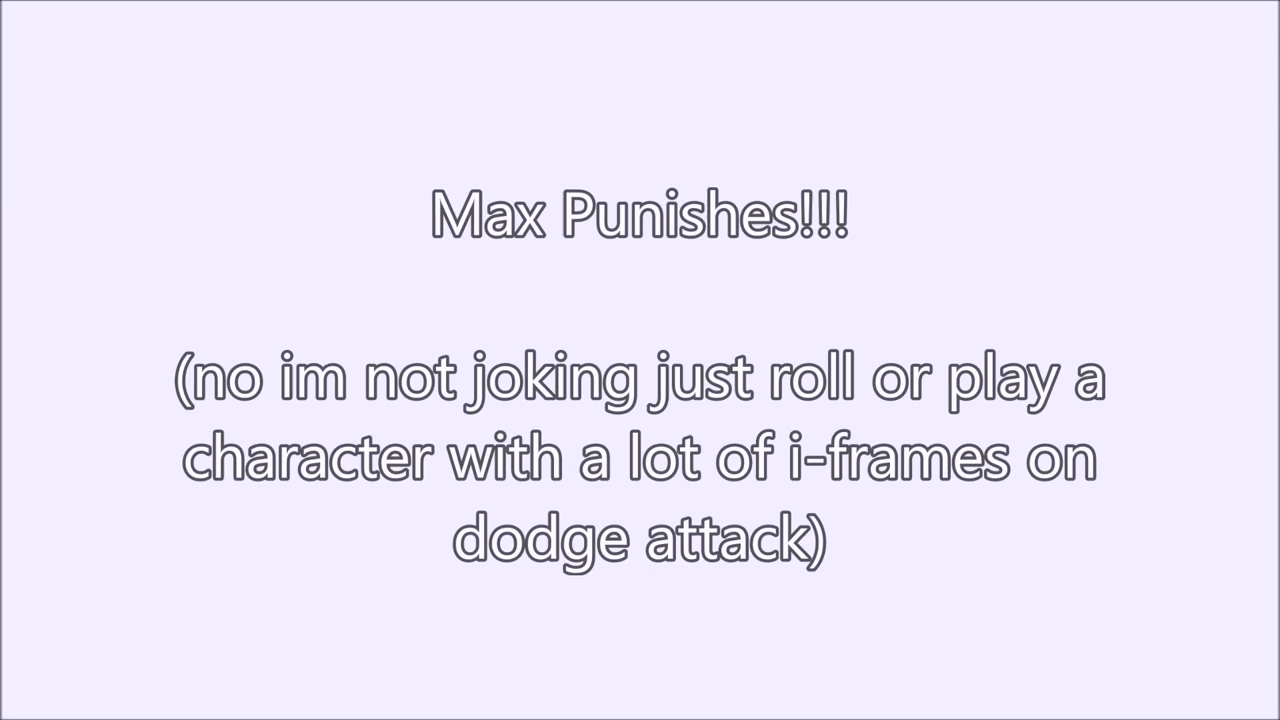 Max Punishes!!!
(no im not joking just roll or play a
character with a lot of i-frames on
dodge attack)